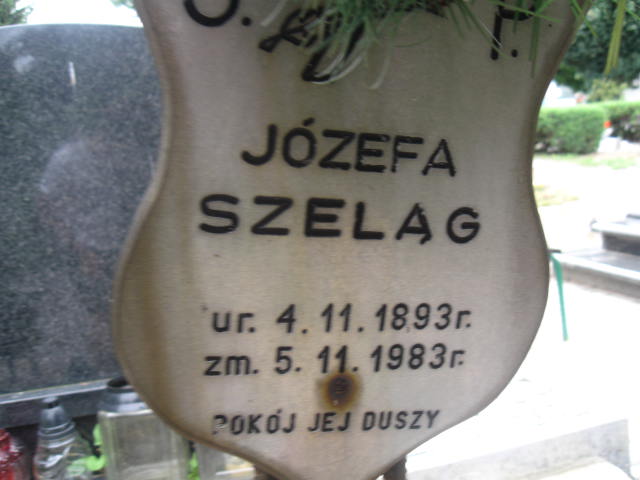 Ś. P.
JÓZEFA
SZELĄG
ur. 4.11.1893r.
zm. 5.11.1983r.
POKÓJ JEJ DUSZY